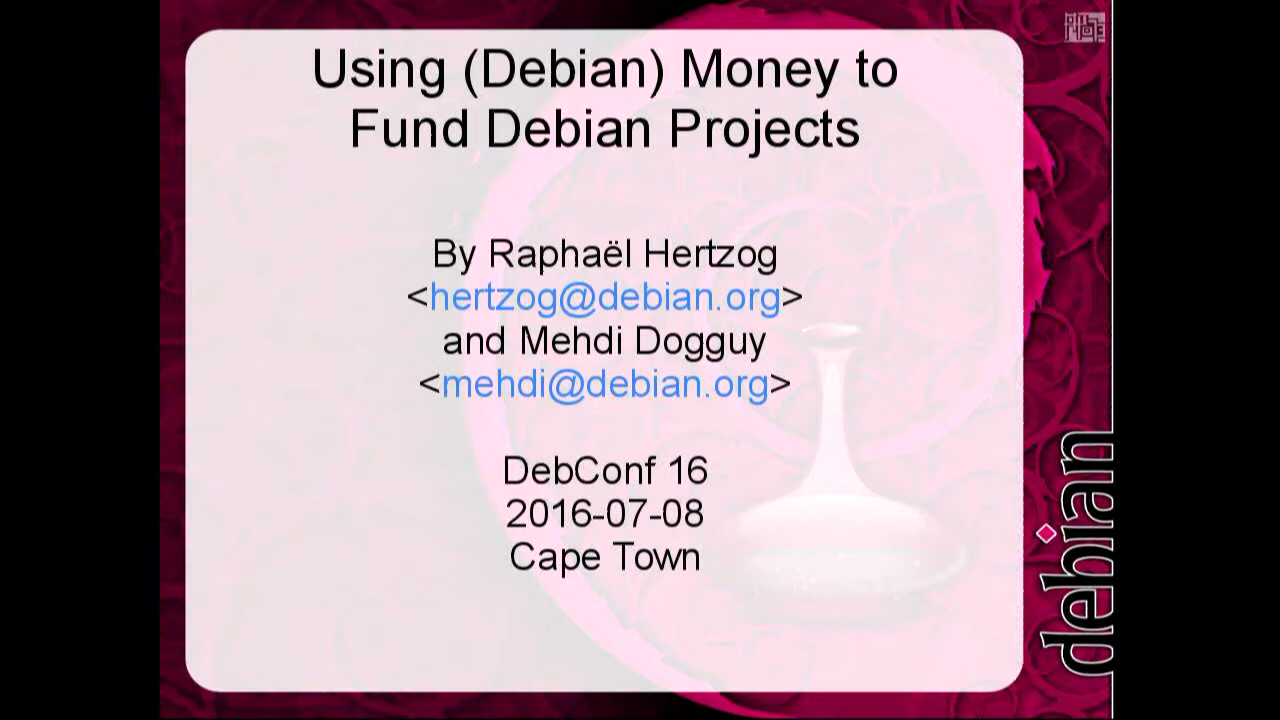 Using (Debian) Money to
Fund Debian Projects
By Raphaël Hertzog
<hertzog@debian.org>
and Mehdi Dogguy
<mehdi@debian.org>
DebConf 16
2016-07-08
Cape Town
debian